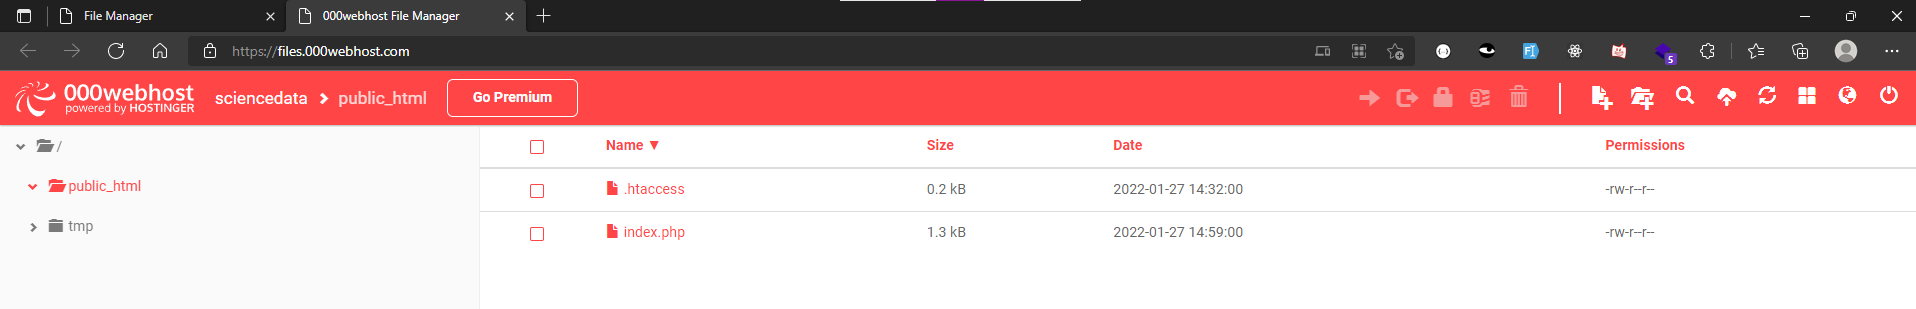 File Manager
000webhost File Manager
https://files.000webhost.com
5
000webhost
powered by HOSTINGER
sciencedata
public_html
Go Premium
/
public_html
tmp
Name ▼ Size Date Permissions
.htaccess 0.2 kB 2022-01-27 14:32:00 -rw-r--r--
index.php 1.3 kB 2022-01-27 14:59:00 -rw-r--r--